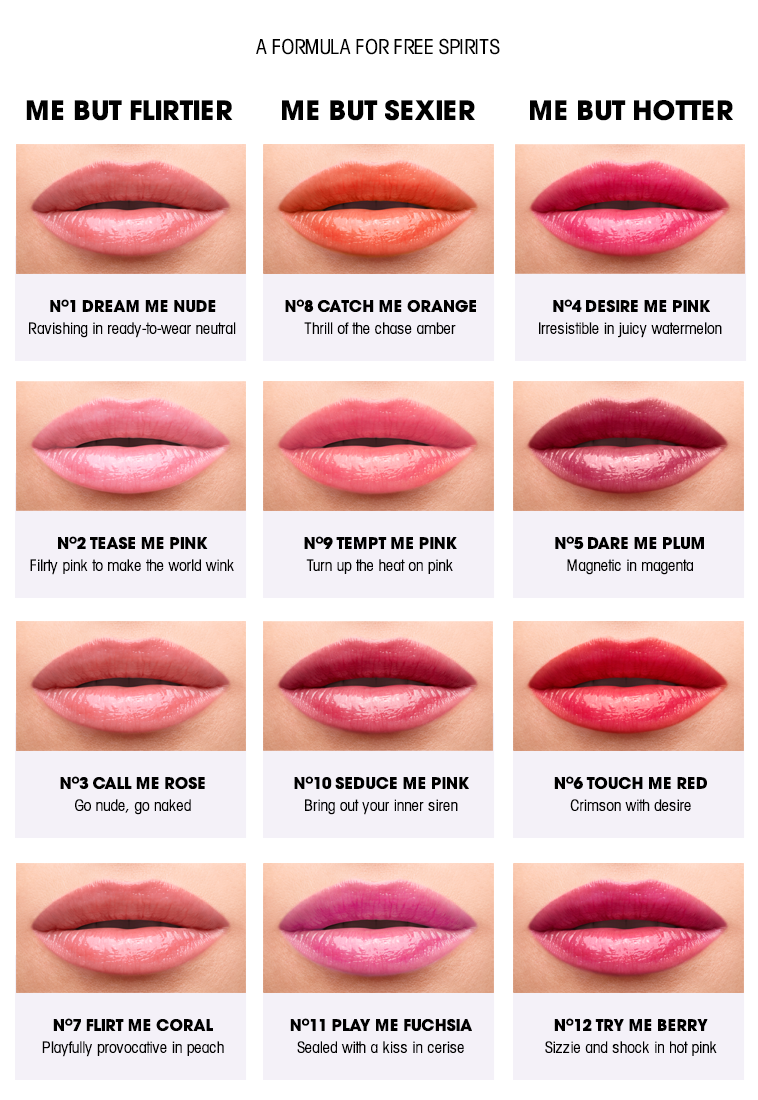 A FORMULA FOR FREE SPIRITS
ME BUT FLIRTIER
ME BUT SEXIER
ME BUT HOTTER
Nº1 DREAM ME NUDE
Ravishing in ready-to-wear neutral
Nº8 CATCH ME ORANGE
Thrill of the chase amber
Nº4 DESIRE ME PINK
Irresistible in juicy watermelon
Nº2 TEASE ME PINK
Filrty pink to make the world wink
Nº9 TEMPT ME PINK
Turn up the heat on pink
Nº5 DARE ME PLUM
Magnetic in magenta
Nº3 CALL ME ROSE
Go nude, go naked
Nº10 SEDUCE ME PINK
Bring out your inner siren
Nº6 TOUCH ME RED
Crimson with desire
Nº7 FLIRT ME CORAL
Playfully provocative in peach
Nº11 PLAY ME FUCHSIA
Sealed with a kiss in cerise
Nº12 TRY ME BERRY
Sizzie and shock in hot pink